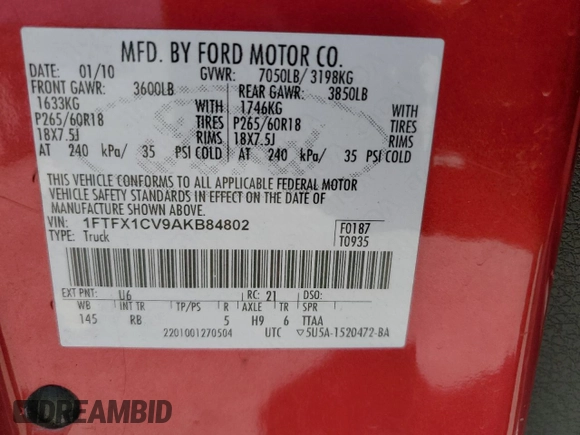 MFD. BY FORD MOTOR CO.
DATE: 01/10 GVWR: 7050LB/ 3198KG
FRONT GAWR: 3600LB REAR GAWR: 3850LB
1633KG WITH 1746KG WITH
P265/60R18 TIRES P265/60R18 TIRES
18X7.5J RIMS 18X7.5J RIMS
AT 240 kPa/ 35 PSI COLD AT 240 kPa/ 35 PSI COLD
THIS VEHICLE CONFORMS TO ALL APPLICABLE FEDERAL MOTOR
VEHICLE SAFETY STANDARDS IN EFFECT ON THE DATE OF
MANUFACTURE SHOWN ABOVE.
VIN: 1FTFX1CV9AKB84802
TYPE: Truck
F0187
T0935
EXT PNT: U6 RC: 21 DSO:
WB INT TR TP/PS R AXLE TR S
145 RB 5 H9 6 TTAA
2201001270504 UTC 5U5A-1520472-BA
DREAMBID